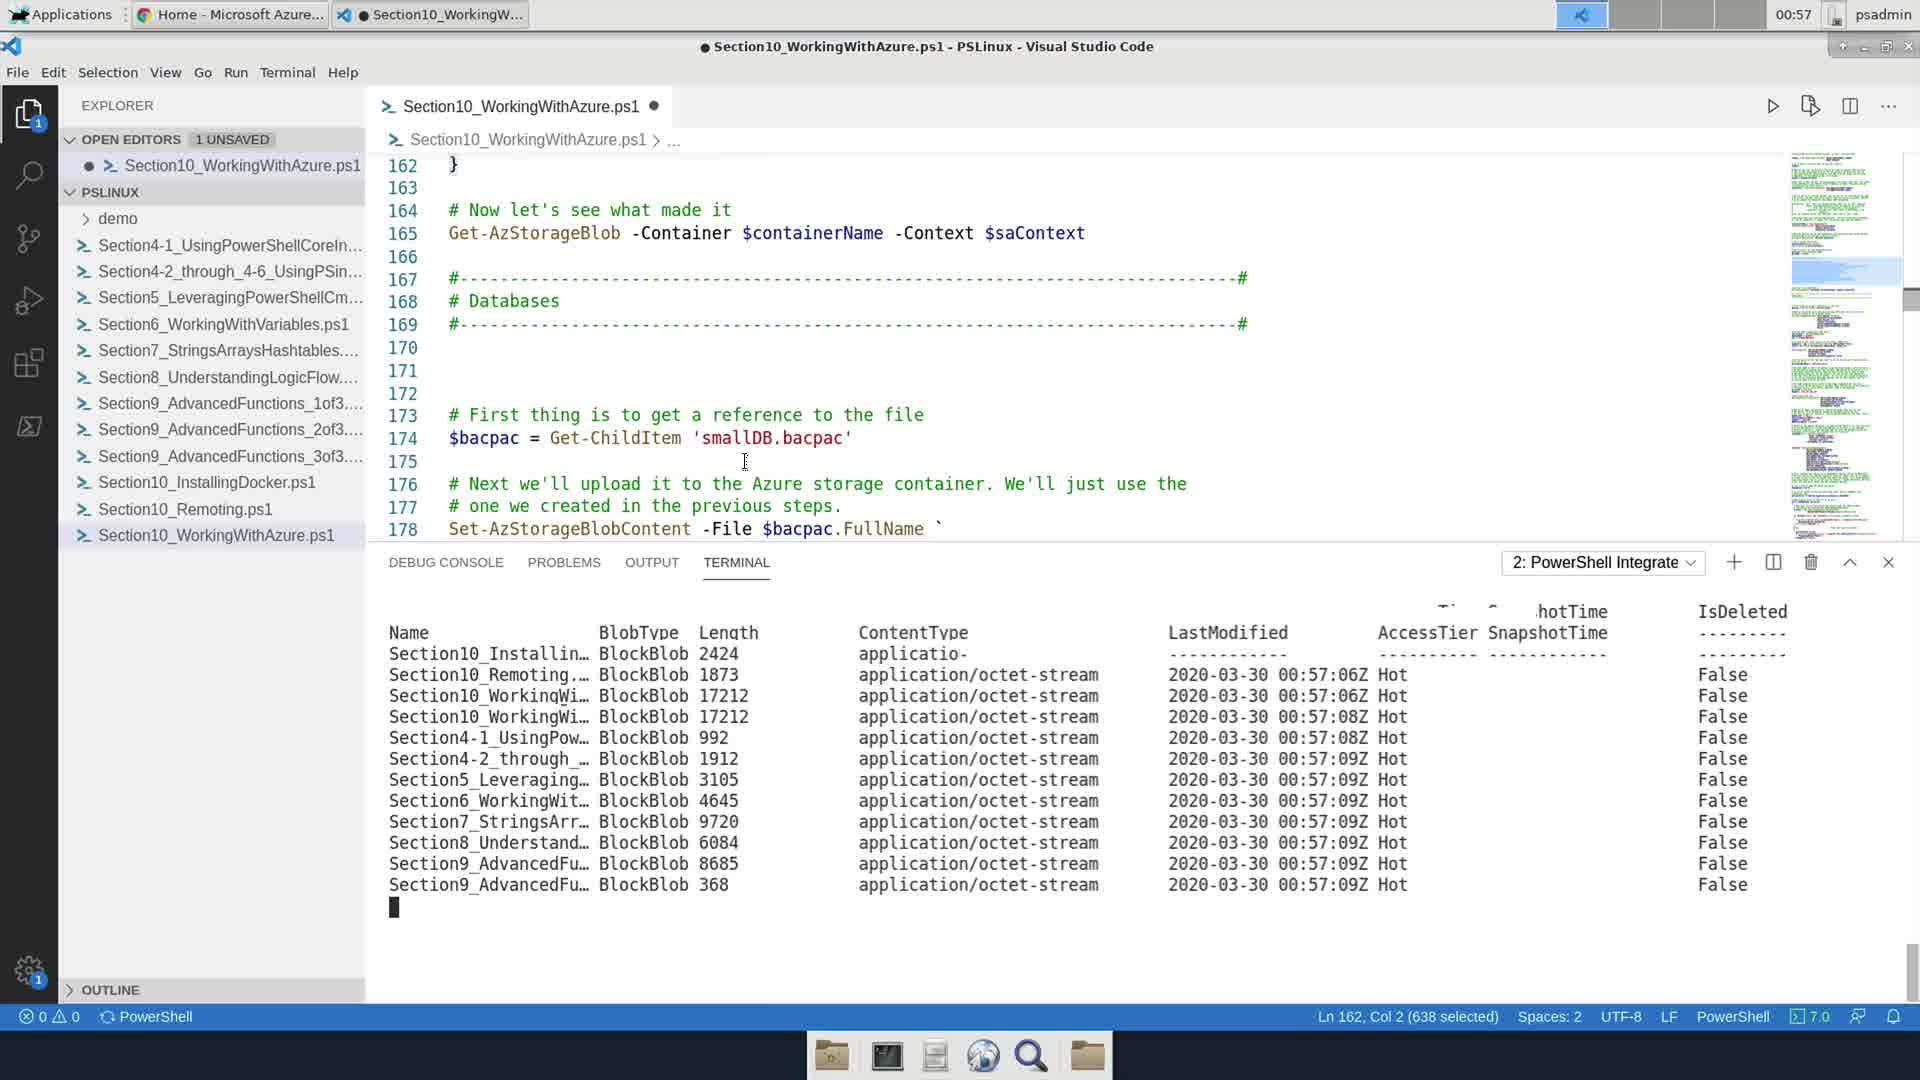 Applications
Home - Microsoft Azure...
● Section10_WorkingW...
00:57
psadmin
● Section10_WorkingWithAzure.ps1 - PSLinux - Visual Studio Code
File Edit Selection View Go Run Terminal Help
EXPLORER
OPEN EDITORS 1 UNSAVED
Section10_WorkingWithAzure.ps1
PSLINUX
demo
Section4-1_UsingPowerShellCoreIn...
Section4-2_through_4-6_UsingPSin...
Section5_LeveragingPowerShellCm...
Section6_WorkingWithVariables.ps1
Section7_StringsArraysHashtables....
Section8_UnderstandingLogicFlow....
Section9_AdvancedFunctions_1of3....
Section9_AdvancedFunctions_2of3....
Section9_AdvancedFunctions_3of3....
Section10_InstallingDocker.ps1
Section10_Remoting.ps1
Section10_WorkingWithAzure.ps1
OUTLINE
1
1
Section10_WorkingWithAzure.ps1 ●
Section10_WorkingWithAzure.ps1 > ...
162 }
163
164 # Now let's see what made it
165 Get-AzStorageBlob -Container $containerName -Context $saContext
166
167 #-----------------------------------------------------------------------------#
168 # Databases
169 #-----------------------------------------------------------------------------#
170
171
172
173 # First thing is to get a reference to the file
174 $bacpac = Get-ChildItem 'smallDB.bacpac'
175
176 # Next we'll upload it to the Azure storage container. We'll just use the
177 # one we created in the previous steps.
178 Set-AzStorageBlobContent -File $bacpac.FullName `
DEBUG CONSOLE PROBLEMS OUTPUT TERMINAL
2: PowerShell Integrate
hotTime IsDeleted
Name BlobType Length ContentType LastModified AccessTier SnapshotTime ---------
Section10_Installin… BlockBlob 2424 applicatio- ------------ ---------- ------------ ---------
Section10_Remoting.… BlockBlob 1873 application/octet-stream 2020-03-30 00:57:06Z Hot False
Section10_WorkingWi… BlockBlob 17212 application/octet-stream 2020-03-30 00:57:06Z Hot False
Section10_WorkingWi… BlockBlob 17212 application/octet-stream 2020-03-30 00:57:08Z Hot False
Section4-1_UsingPow… BlockBlob 992 application/octet-stream 2020-03-30 00:57:08Z Hot False
Section4-2_through_… BlockBlob 1912 application/octet-stream 2020-03-30 00:57:09Z Hot False
Section5_Leveraging… BlockBlob 3105 application/octet-stream 2020-03-30 00:57:09Z Hot False
Section6_WorkingWit… BlockBlob 4645 application/octet-stream 2020-03-30 00:57:09Z Hot False
Section7_StringsArr… BlockBlob 9720 application/octet-stream 2020-03-30 00:57:09Z Hot False
Section8_Understand… BlockBlob 6084 application/octet-stream 2020-03-30 00:57:09Z Hot False
Section9_AdvancedFu… BlockBlob 8685 application/octet-stream 2020-03-30 00:57:09Z Hot False
Section9_AdvancedFu… BlockBlob 368 application/octet-stream 2020-03-30 00:57:09Z Hot False
0 0 PowerShell
Ln 162, Col 2 (638 selected) Spaces: 2 UTF-8 LF PowerShell 7.0